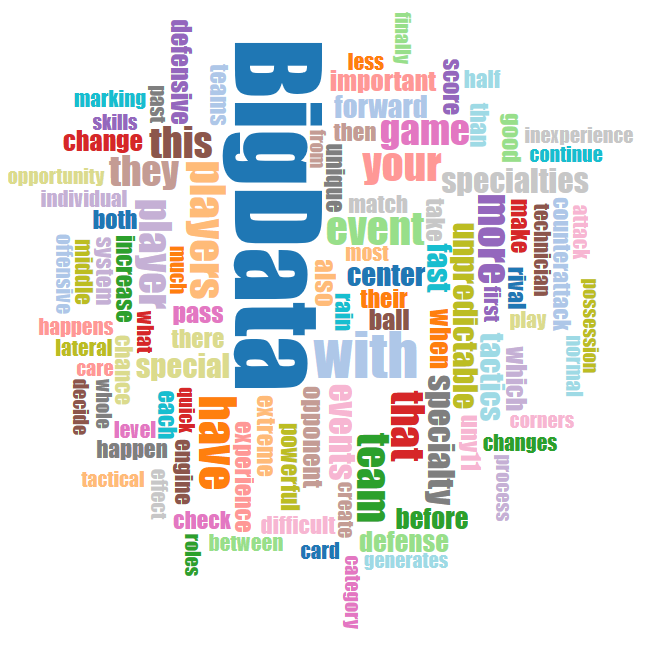 finally
defensive
BigData
less
teams
important
score
half
marking
past
forward
than
skills
then
game
good
inexperience
change
this
from
unique
your
continue
opportunity
they
players
specialties
individual
player
match
take
more
make
technician
counterattack
attack
both
event
unpredictable
offensive
middle
system
increase
much
most
fast
also
center
first
rival
possession
what
pass
rain
their
when
play
happens
there
ball
tactics
normal
lateral
chance
special
with
which
care
decide
whole
each
quick
have
extreme
opponent
events
that
specialty
uny11
corners
level
experience
powerful
team
changes
happen
engine
process
tactical
effect
create
check
difficult
before
roles
between
card
defense
generates
category